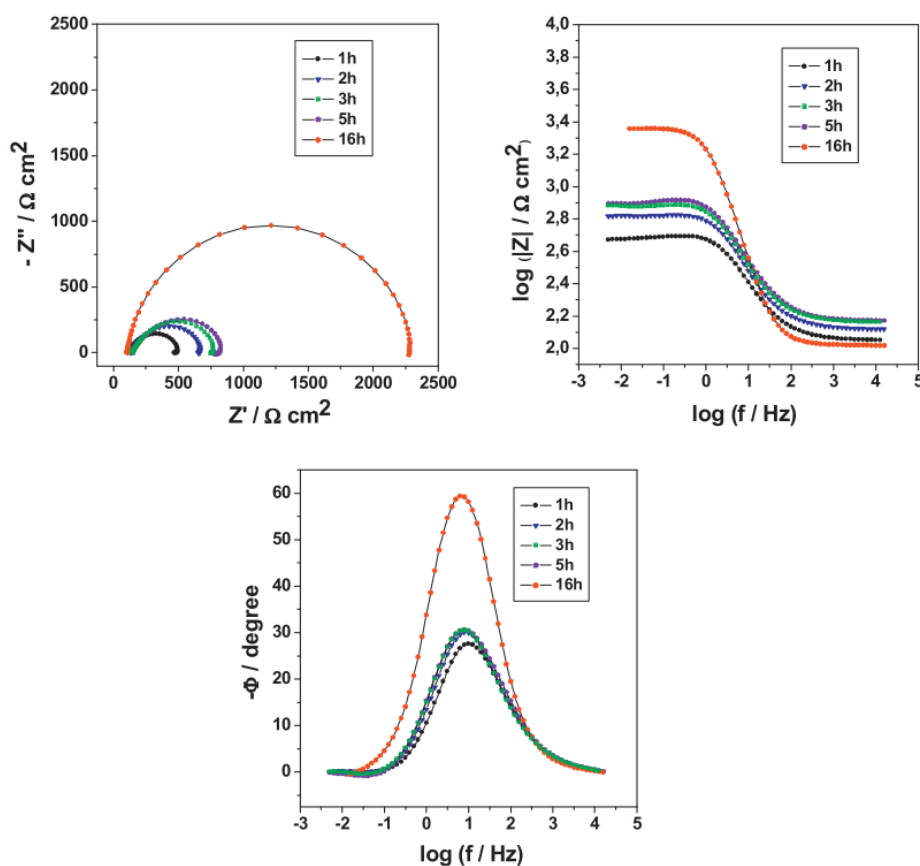 2500
2000
1500
1000
500
0
- Z" / Ω cm2
1h
2h
3h
5h
16h
0 500 1000 1500 2000 2500
Z' / Ω cm2
4,0
3,8
3,6
3,4
3,2
3,0
2,8
2,6
2,4
2,2
2,0
log (|Z| / Ω cm2)
1h
2h
3h
5h
16h
-3 -2 -1 0 1 2 3 4 5
log (f / Hz)
60
50
40
30
20
10
0
-Φ / degree
1h
2h
3h
5h
16h
-3 -2 -1 0 1 2 3 4 5
log (f / Hz)